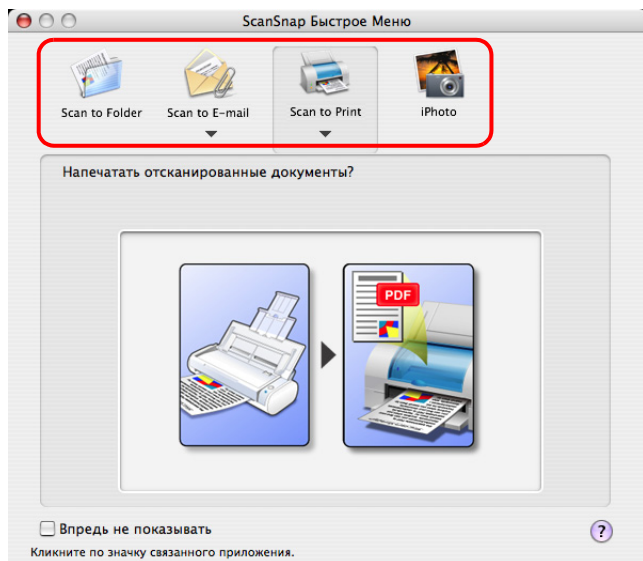 ScanSnap Быстрое Меню
Scan to Folder Scan to E-mail Scan to Print iPhoto
Напечатать отсканированные документы?
PDF
Впредь не показывать
?
Кликните по значку связанного приложения.